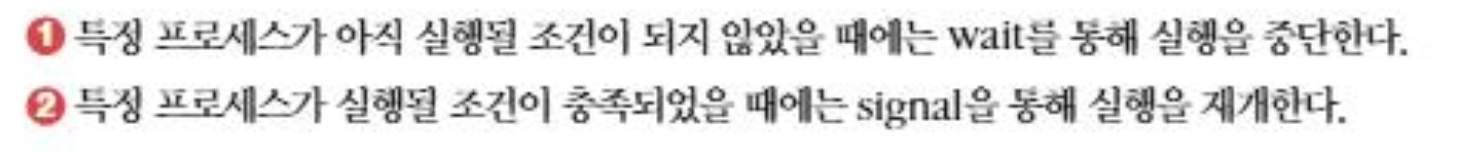 ❶ 특정 프로세스가 아직 실행될 조건이 되지 않았을 때에는 wait를 통해 실행을 중단한다.
❷ 특정 프로세스가 실행될 조건이 충족되었을 때에는 signal을 통해 실행을 재개한다.